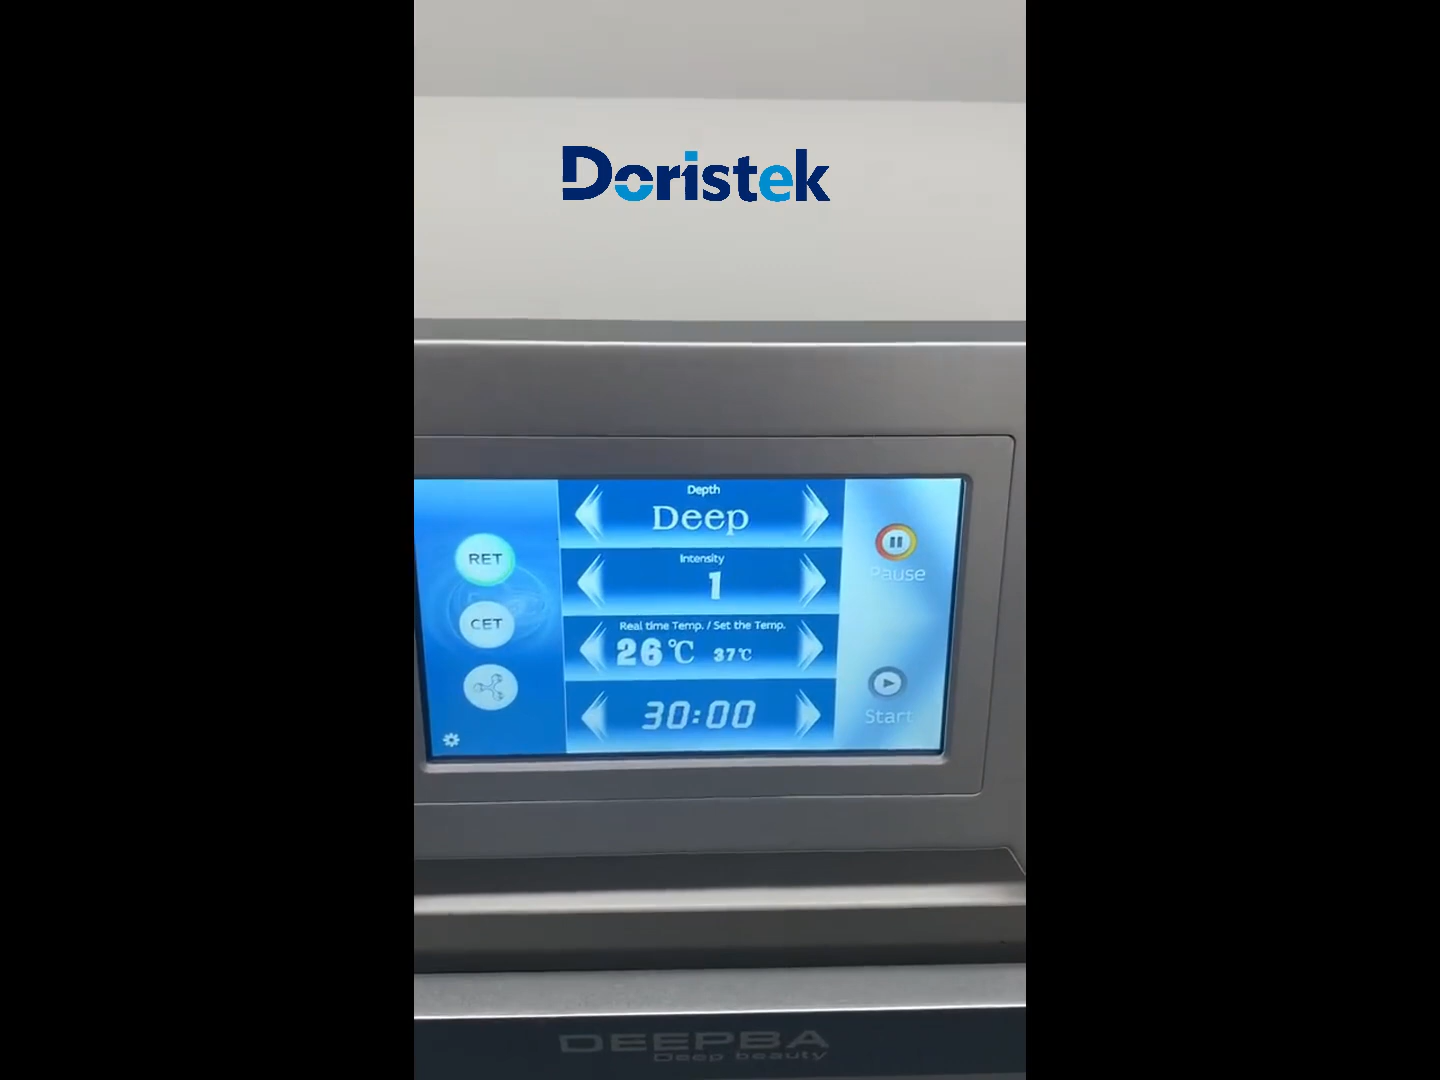 Doristek
Depth
Deep
RET
Intensity
1
Pause
CET
Real time Temp. / Set the Temp.
26℃ 37℃
30:00
Start
DEEPBA
Deep beauty